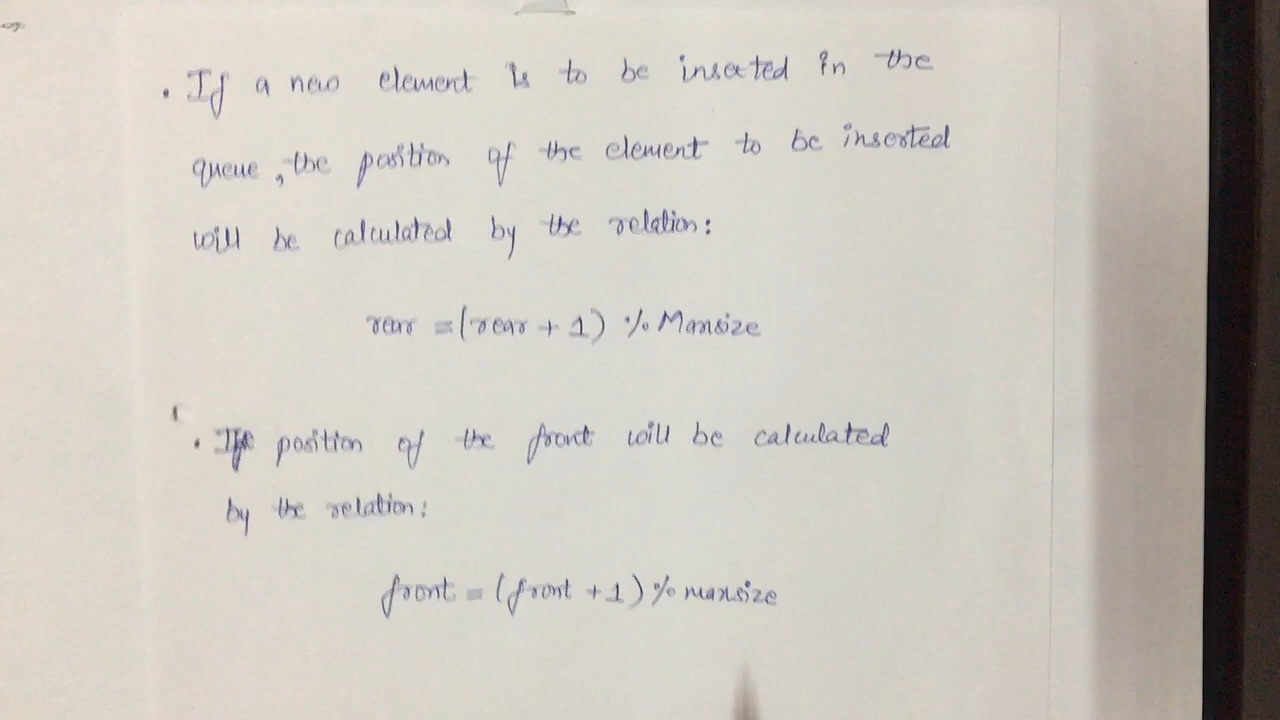 . If a new element is to be inserted in the
queue, the position of the element to be inserted
will be calculated by the relation:
rear = (rear + 1) % Maxsize
. position of the front will be calculated
by the relation:
front = (front + 1) % maxsize